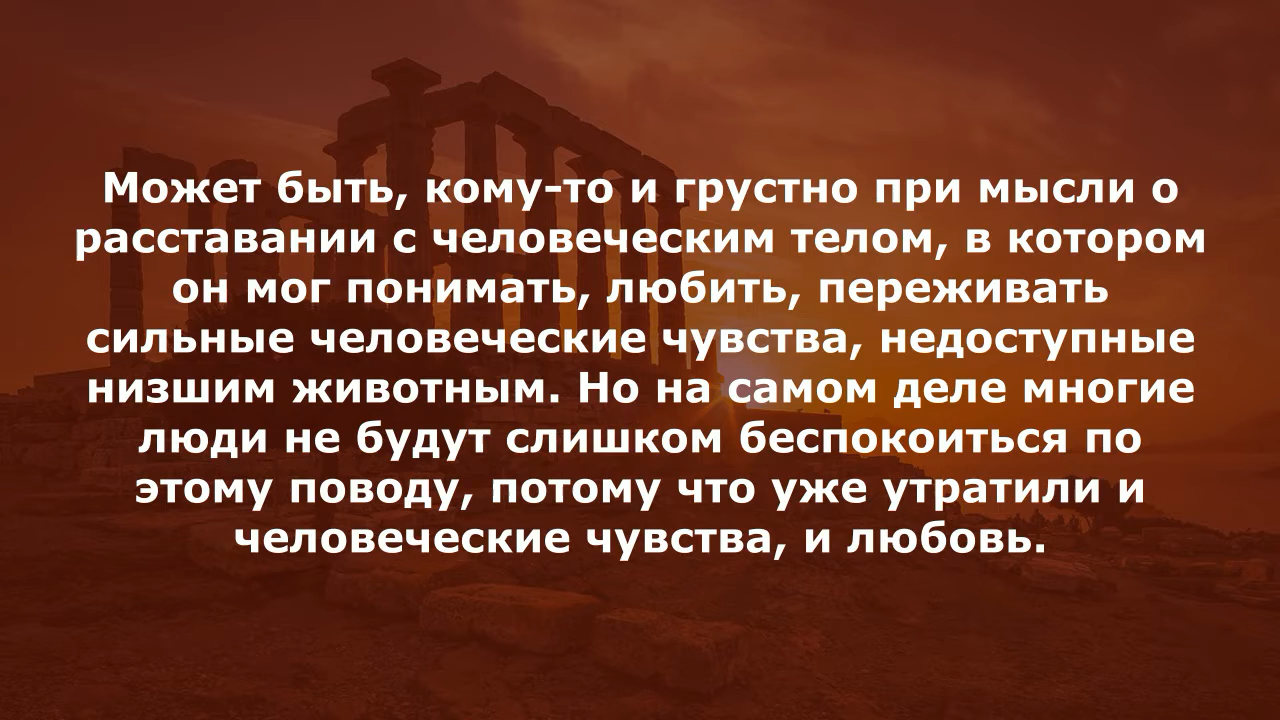 Может быть, кому-то и грустно при мысли о
расставании с человеческим телом, в котором
он мог понимать, любить, переживать
сильные человеческие чувства, недоступные
низшим животным. Но на самом деле многие
люди не будут слишком беспокоиться по
этому поводу, потому что уже утратили и
человеческие чувства, и любовь.